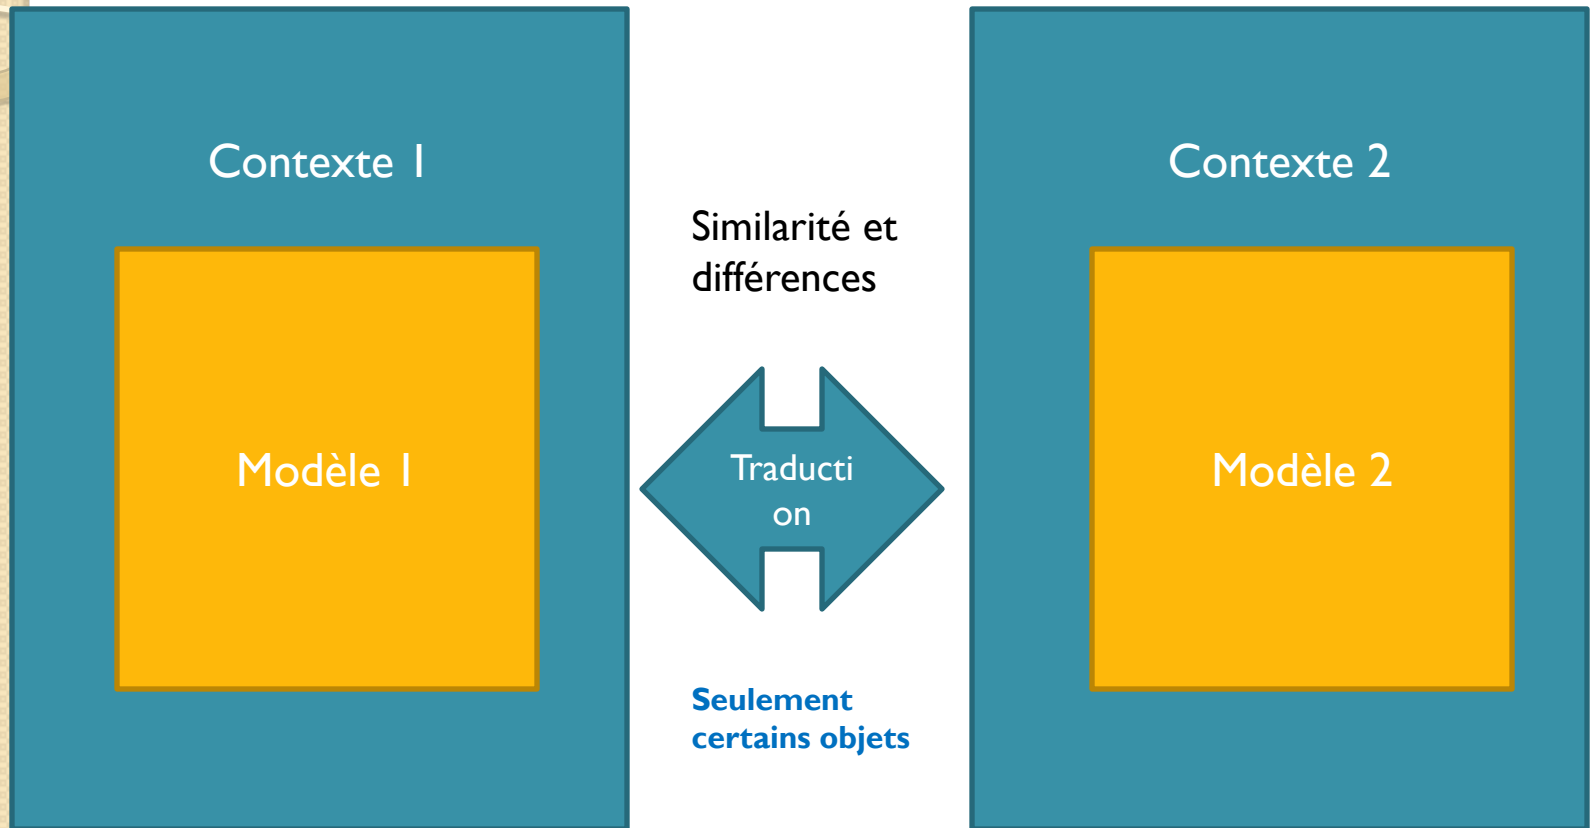 Contexte 1
Modèle 1
Similarité et
différences
Traducti
on
Seulement
certains objets
Contexte 2
Modèle 2